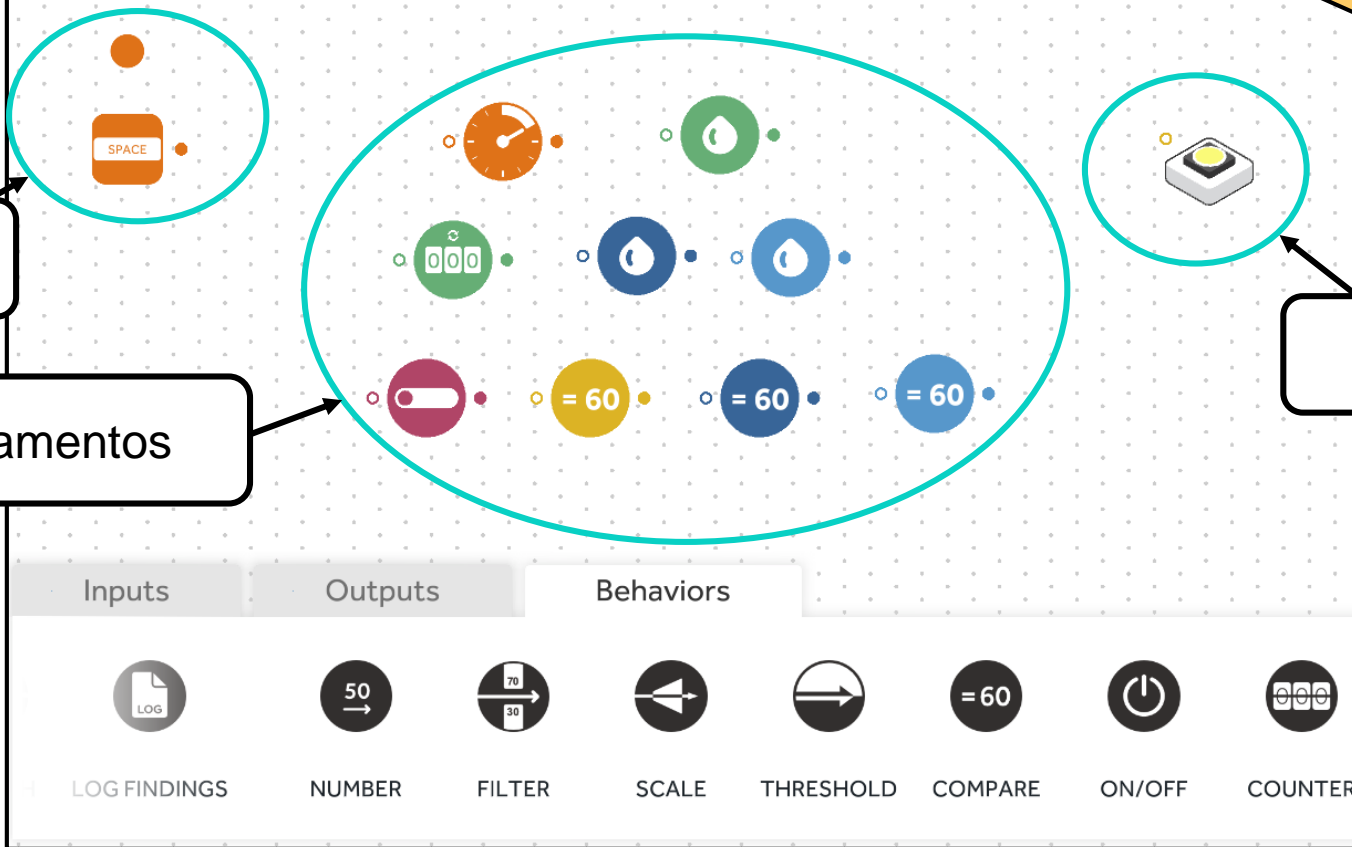 SPACE
000
= 60
= 60
= 60
amentos
Inputs
Outputs
Behaviors
LOG
50
70
30
=60
000
LOG FINDINGS
NUMBER
FILTER
SCALE
THRESHOLD
COMPARE
ON/OFF
COUNTER